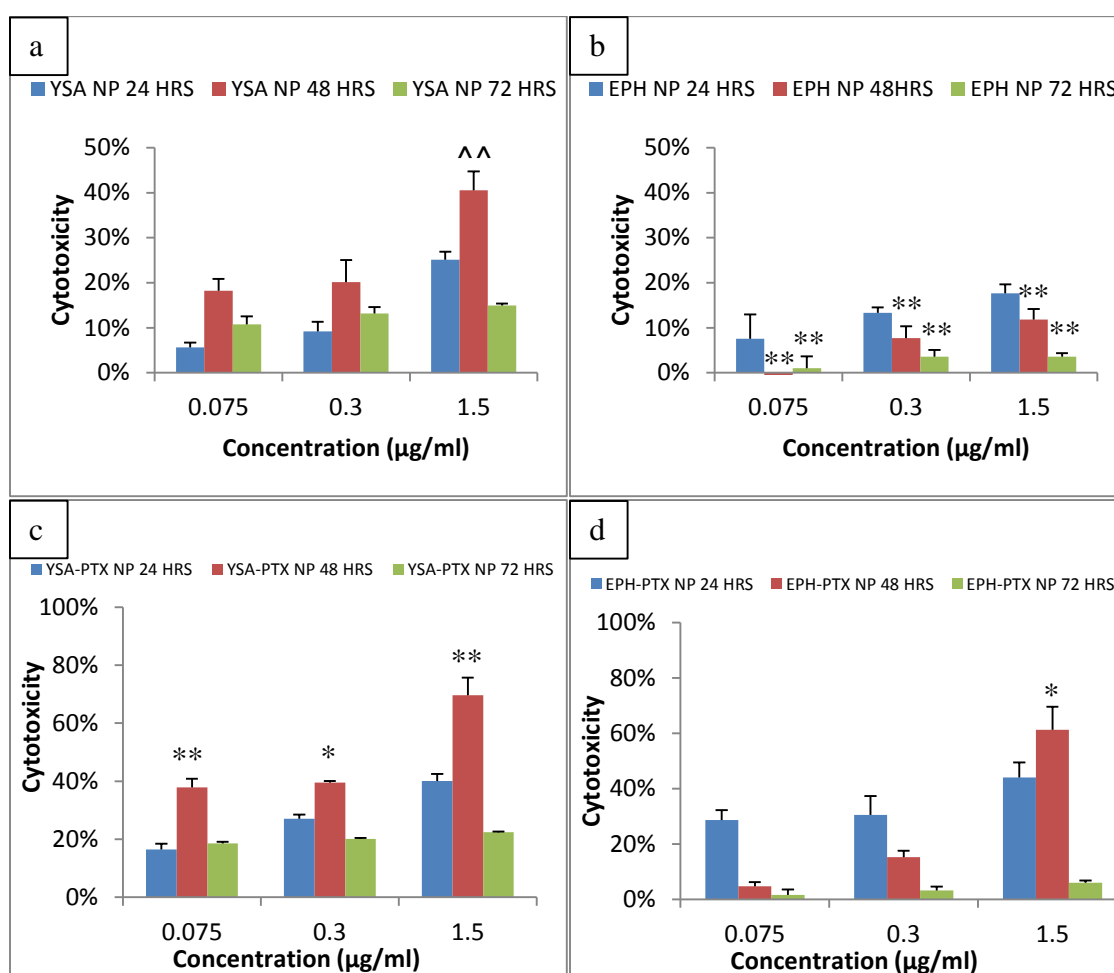 a
YSA NP 24 HRS YSA NP 48 HRS YSA NP 72 HRS
50%
40%
30%
20%
10%
0%
Cytotoxicity
^^
0.075 0.3 1.5
Concentration (µg/ml)
b
EPH NP 24 HRS EPH NP 48HRS EPH NP 72 HRS
50%
40%
30%
20%
10%
0%
Cytotoxicity
** ** ** ** ** **
0.075 0.3 1.5
Concentration (µg/ml)
c
YSA-PTX NP 24 HRS YSA-PTX NP 48 HRS YSA-PTX NP 72 HRS
100%
80%
60%
40%
20%
0%
Cytotoxicity
** * **
0.075 0.3 1.5
Concentration (µg/ml)
d
EPH-PTX NP 24 HRS EPH-PTX NP 48 HRS EPH-PTX NP 72 HRS
100%
80%
60%
40%
20%
0%
Cytotoxicity
*
0.075 0.3 1.5
Concentration (µg/ml)